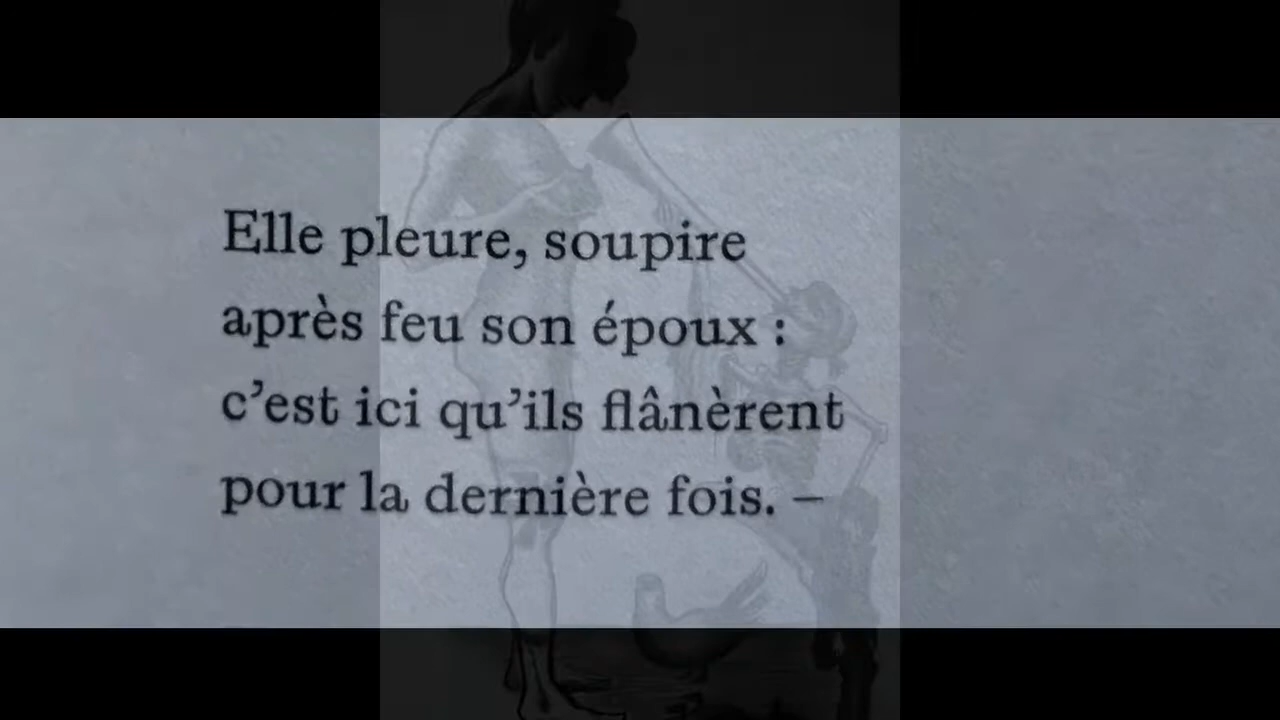 Elle pleure, soupire
après feu son époux :
c’est ici qu’ils flânèrent
pour la dernière fois. –